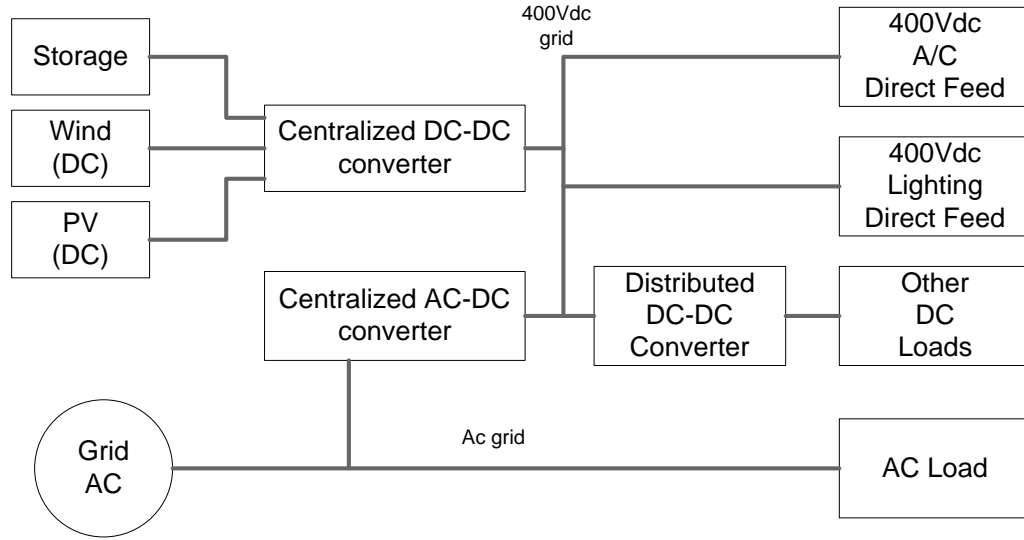 400Vdc
grid
Storage
Wind
(DC)
PV
(DC)
Centralized DC-DC
converter
Centralized AC-DC
converter
400Vdc
A/C
Direct Feed
400Vdc
Lighting
Direct Feed
Distributed
DC-DC
Converter
Other
DC
Loads
Grid
AC
Ac grid
AC Load